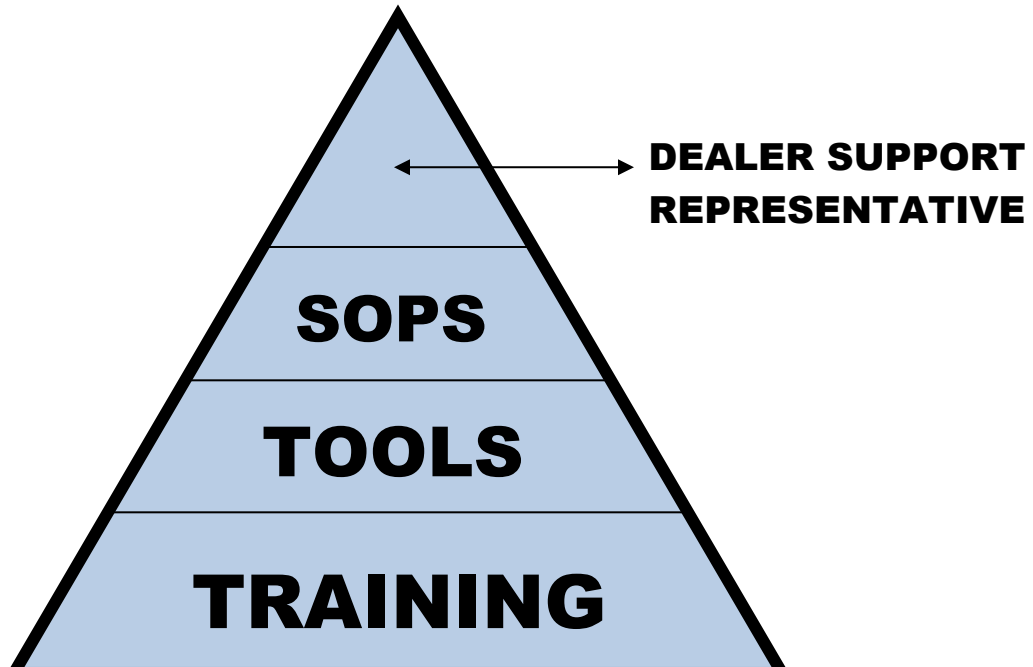 DEALER SUPPORT
REPRESENTATIVE
SOPS
TOOLS
TRAINING